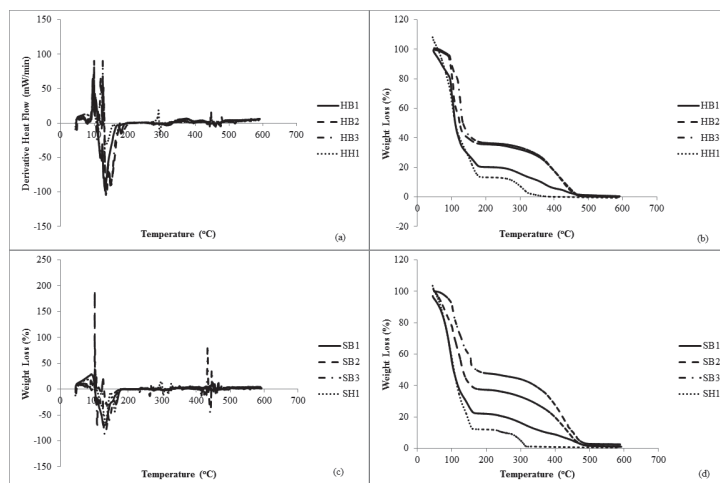 Derivative Heat Flow (mW/min)
150
100
50
0
-50
-100
-150
0 100 200 300 400 500 600 700
Temperature (°C)
HB1
HB2
HB3
HH1
(a)
Weight Loss (%)
120
100
80
60
40
20
0
-20
0 100 200 300 400 500 600 700
Temperature (°C)
HB1
HB2
HB3
HH1
(b)
Weight Loss (%)
250
200
150
100
50
0
-50
-100
-150
0 100 200 300 400 500 600 700
Temperature (°C)
SB1
SB2
SB3
SH1
(c)
Weight Loss (%)
120
100
80
60
40
20
0
0 100 200 300 400 500 600 700
Temperature (°C)
SB1
SB2
SB3
SH1
(d)